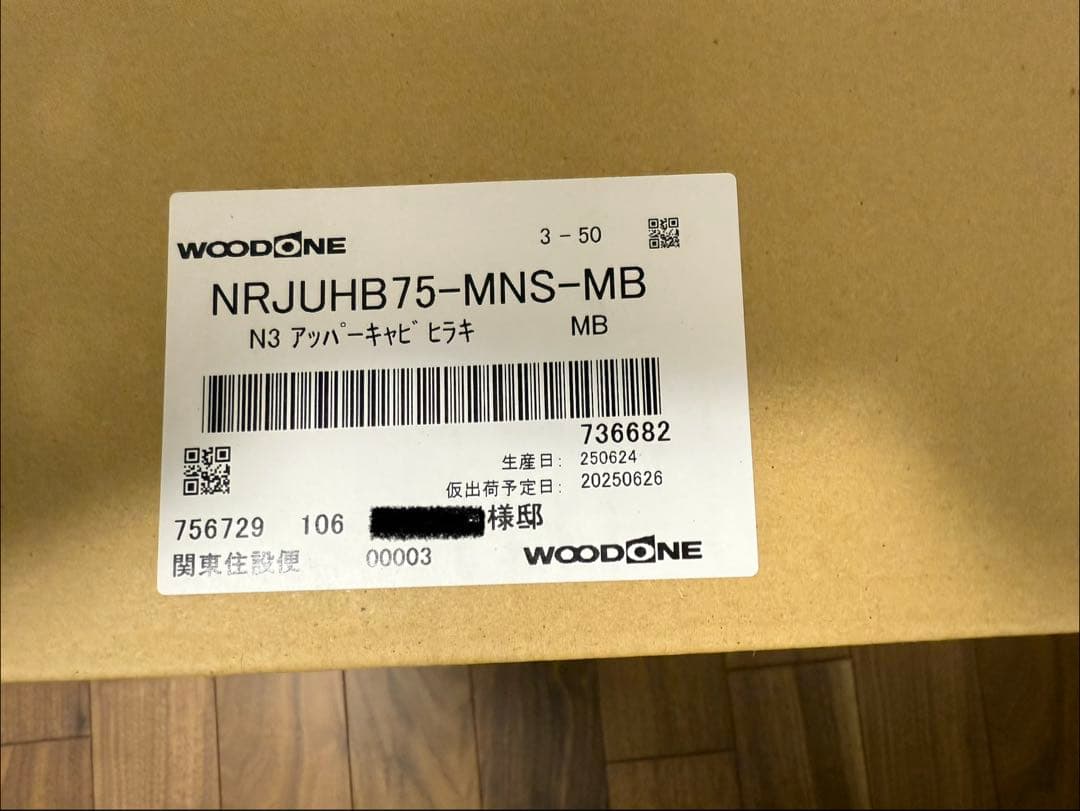 WOODONE 3-50
NRJUHB75-MNS-MB
N3 アッパーキャビ ヒラキ MB
736682
生産日: 250624
仮出荷予定日: 20250626
756729 106 様邸
関東住設便 00003 WOODONE